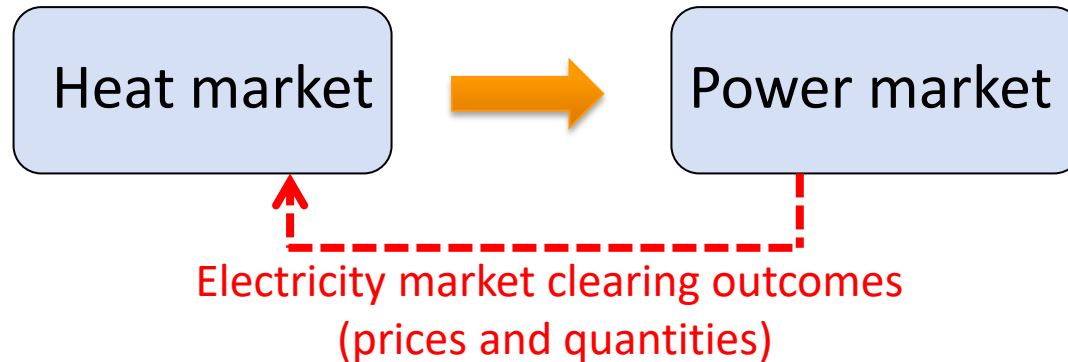 Heat market
Power market
Electricity market clearing outcomes
(prices and quantities)